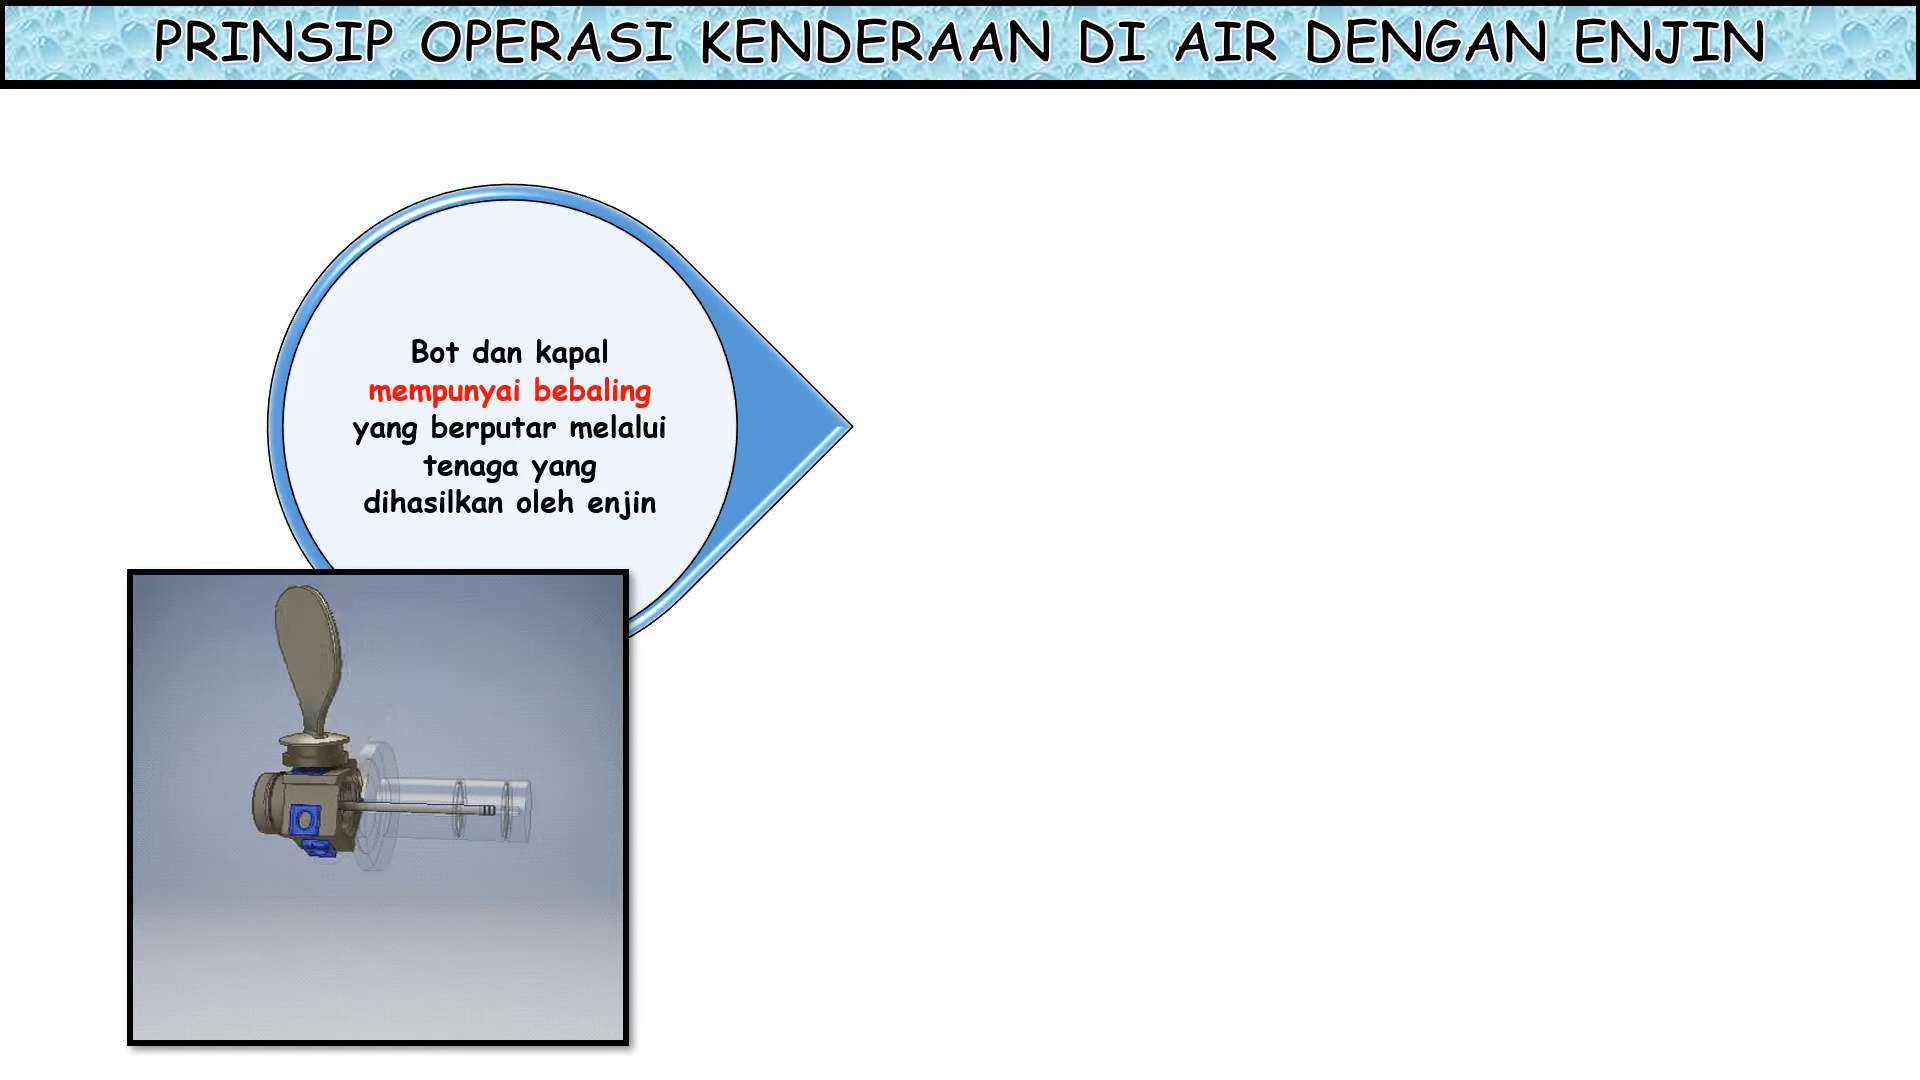 PRINSIP OPERASI KENDERAAN DI AIR DENGAN ENJIN
Bot dan kapal
mempunyai bebaling
yang berputar melalui
tenaga yang
dihasilkan oleh enjin